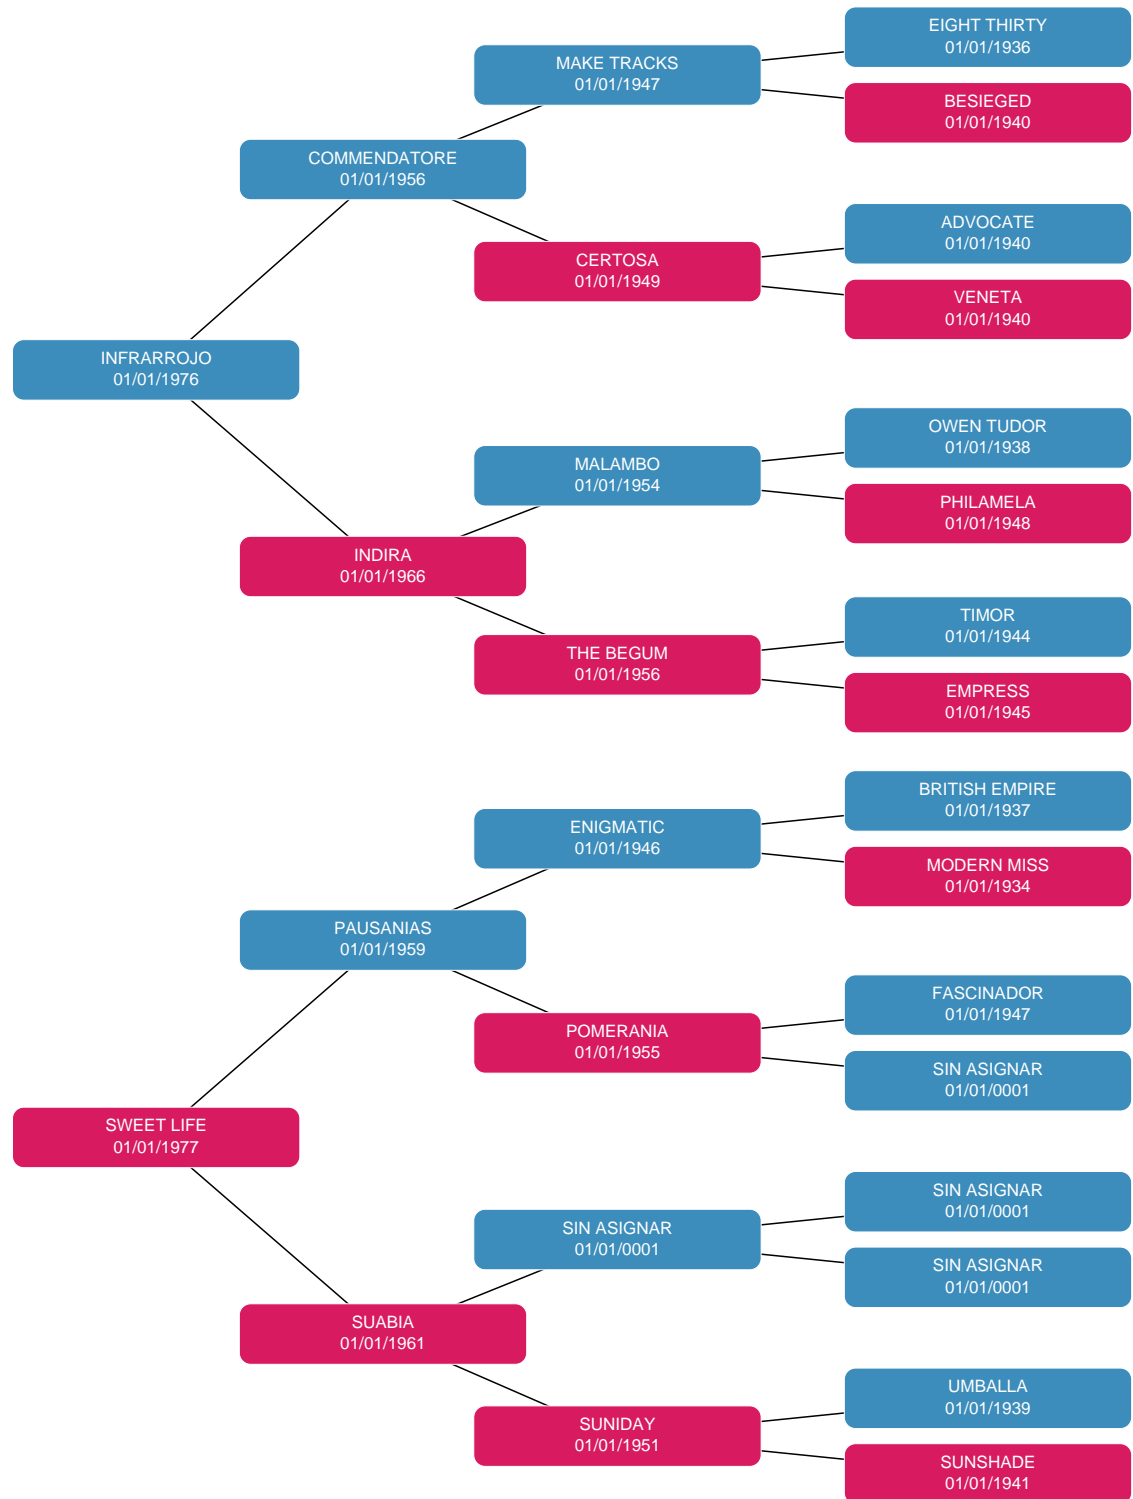 EIGHT THIRTY
01/01/1936
MAKE TRACKS
01/01/1947
BESIEGED
01/01/1940
COMMENDATORE
01/01/1956
ADVOCATE
01/01/1940
CERTOSA
01/01/1949
VENETA
01/01/1940
INFRARROJO
01/01/1976
OWEN TUDOR
01/01/1938
MALAMBO
01/01/1954
PHILAMELA
01/01/1948
INDIRA
01/01/1966
TIMOR
01/01/1944
THE BEGUM
01/01/1956
EMPRESS
01/01/1945
BRITISH EMPIRE
01/01/1937
ENIGMATIC
01/01/1946
MODERN MISS
01/01/1934
PAUSANIAS
01/01/1959
FASCINADOR
01/01/1947
POMERANIA
01/01/1955
SIN ASIGNAR
01/01/0001
SWEET LIFE
01/01/1977
SIN ASIGNAR
01/01/0001
SIN ASIGNAR
01/01/0001
SIN ASIGNAR
01/01/0001
SUABIA
01/01/1961
UMBALLA
01/01/1939
SUNIDAY
01/01/1951
SUNSHADE
01/01/1941